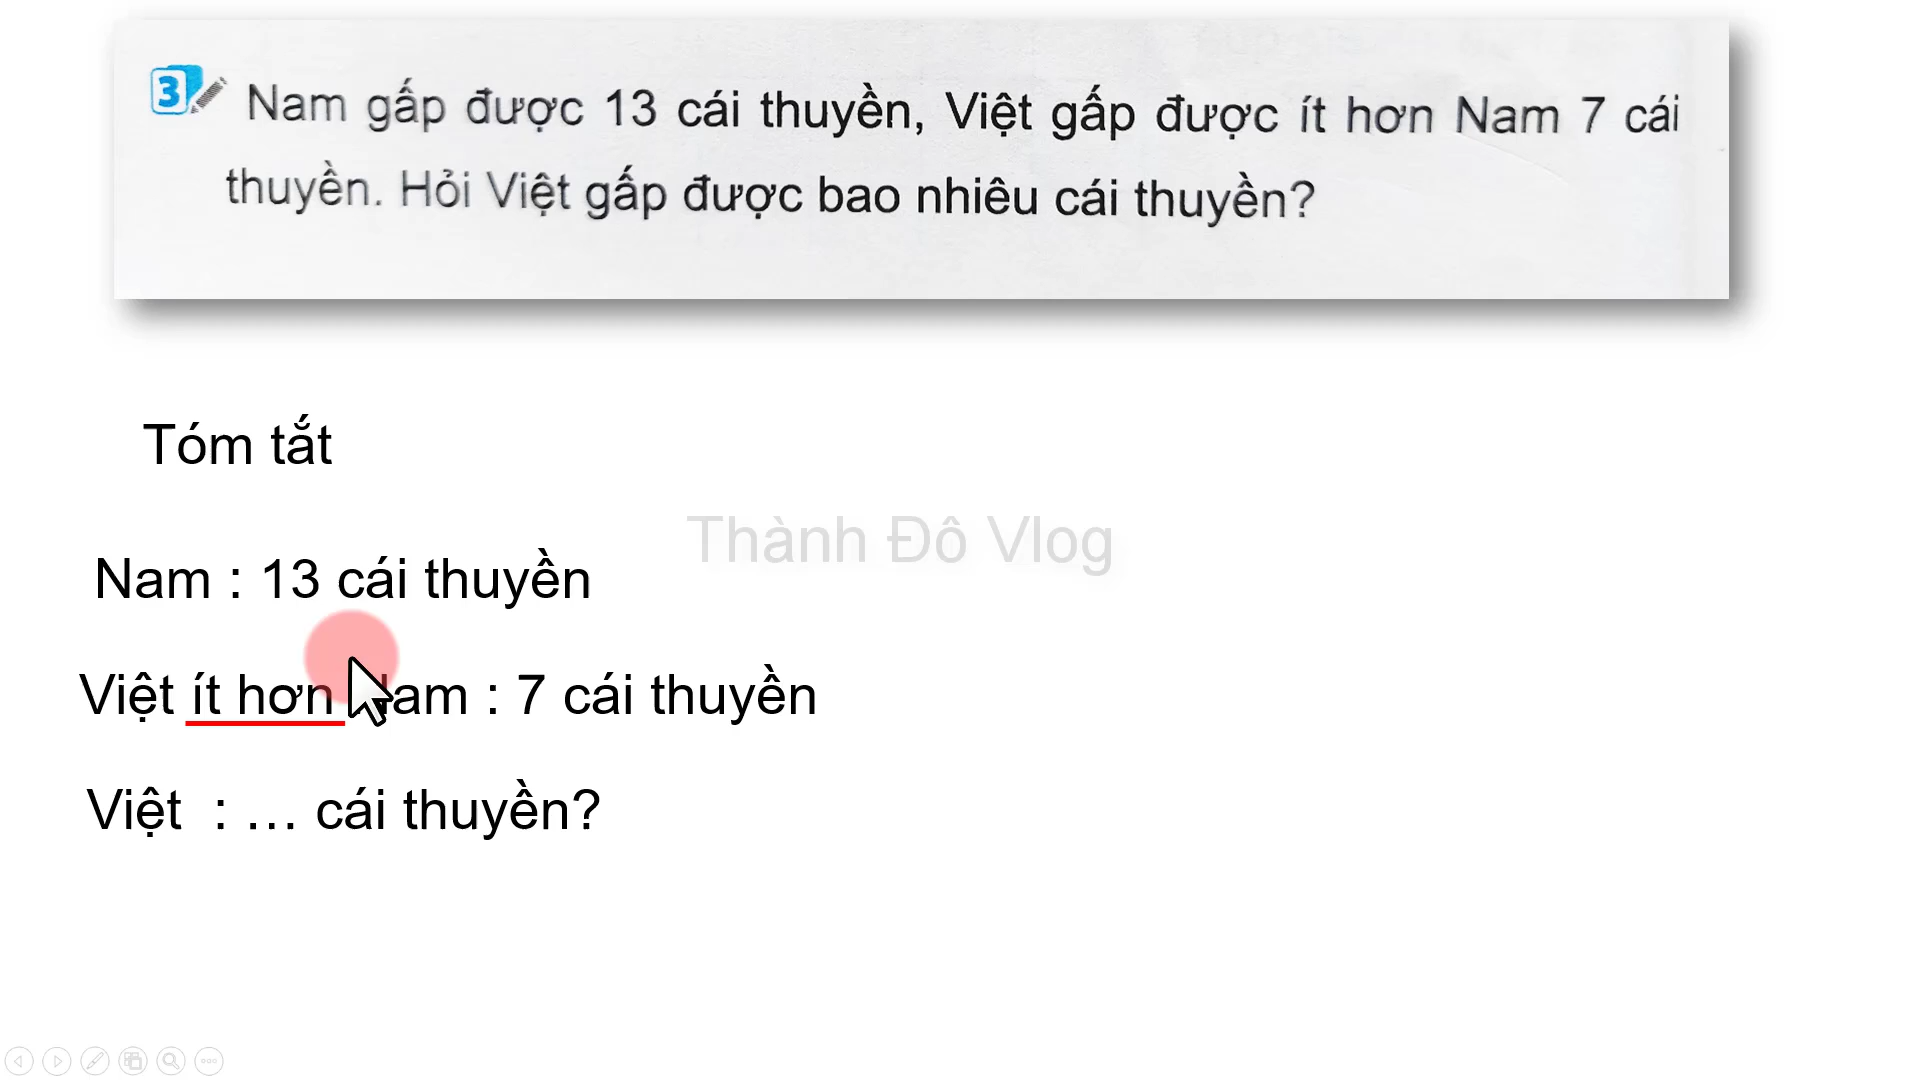 3 Nam gấp được 13 cái thuyền, Việt gấp được ít hơn Nam 7 cái
thuyền. Hỏi Việt gấp được bao nhiêu cái thuyền?
Tóm tắt
Thành Đô Vlog
Nam : 13 cái thuyền
Việt ít hơn Nam : 7 cái thuyền
Việt : … cái thuyền?